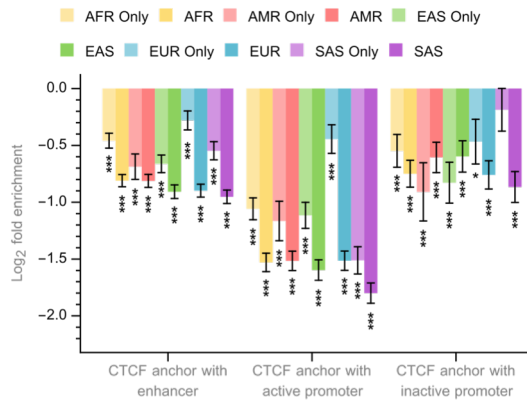 AFR Only AFR AMR Only AMR EAS Only
EAS EUR Only EUR SAS Only SAS
Log2 fold enrichment
0.0
−0.5
−1.0
−1.5
−2.0
*** *** *** *** *** *** *** *** *** ***
*** *** *** *** * *** *** *** *** ***
*** *** *** *** *** *** * *** ***
CTCF anchor with
enhancer
CTCF anchor with
active promoter
CTCF anchor with
inactive promoter